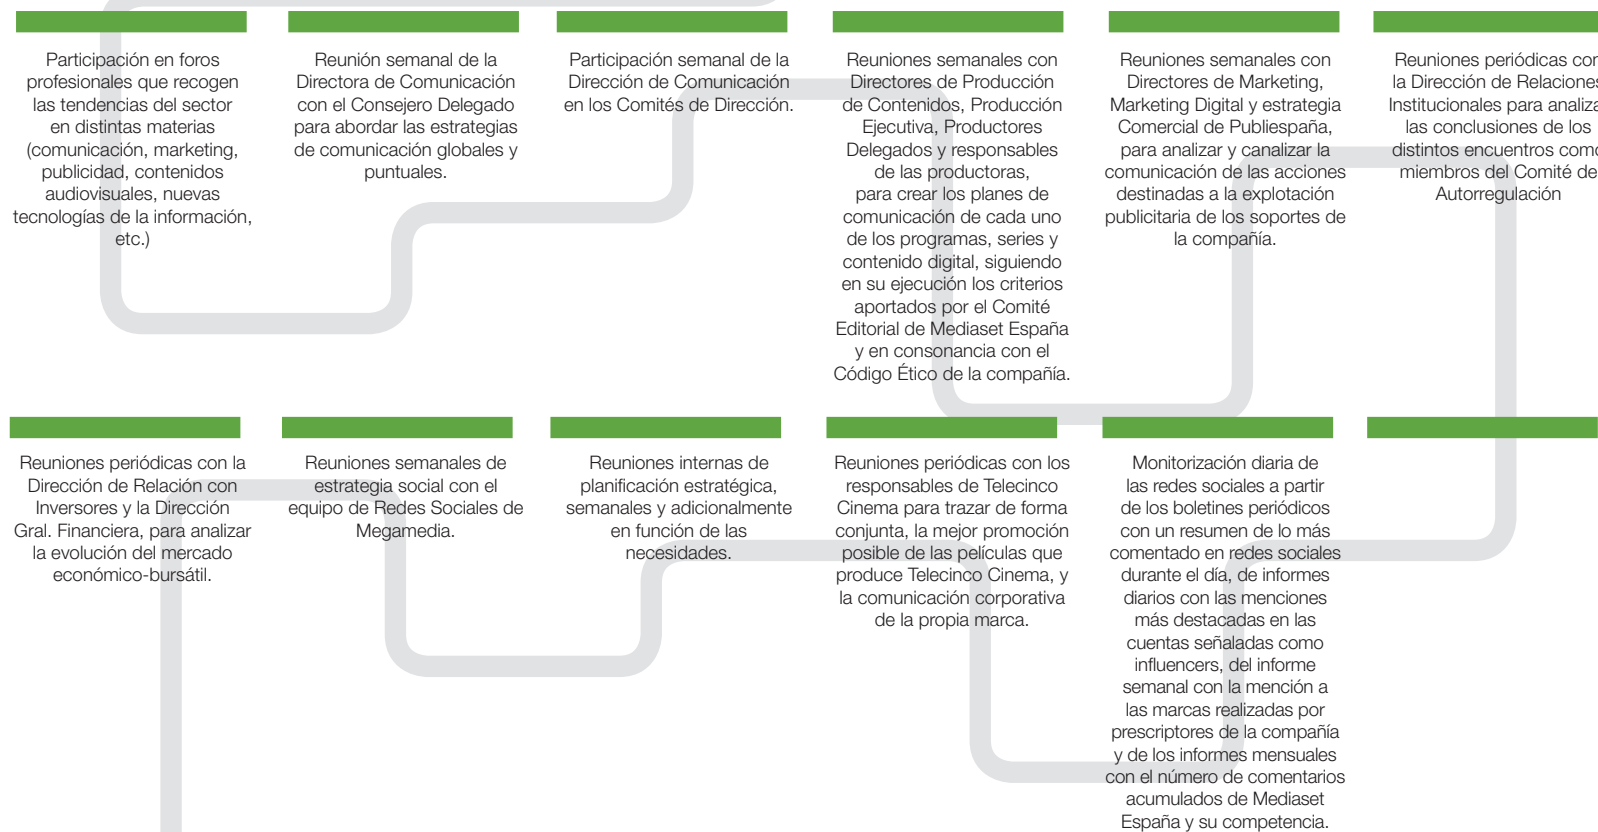 Participación en foros
profesionales que recogen
las tendencias del sector
en distintas materias
(comunicación, marketing,
publicidad, contenidos
audiovisuales, nuevas
tecnologías de la información,
etc.)
Reunión semanal de la
Directora de Comunicación
con el Consejero Delegado
para abordar las estrategias
de comunicación globales y
puntuales.
Participación semanal de la
Dirección de Comunicación
en los Comités de Dirección.
Reuniones semanales con
Directores de Producción
de Contenidos, Producción
Ejecutiva, Productores
Delegados y responsables
de las productoras,
para crear los planes de
comunicación de cada uno
de los programas, series y
contenido digital, siguiendo
en su ejecución los criterios
aportados por el Comité
Editorial de Mediaset España
y en consonancia con el
Código Ético de la compañía.
Reuniones semanales con
Directores de Marketing,
Marketing Digital y estrategia
Comercial de Publiespaña,
para analizar y canalizar la
comunicación de las acciones
destinadas a la explotación
publicitaria de los soportes de
la compañía.
Reuniones periódicas con
la Dirección de Relaciones
Institucionales para analiza
las conclusiones de los
distintos encuentros como
miembros del Comité de
Autorregulación
Reuniones periódicas con la
Dirección de Relación con
Inversores y la Dirección
Gral. Financiera, para analizar
la evolución del mercado
económico-bursátil.
Reuniones semanales de
estrategia social con el
equipo de Redes Sociales de
Megamedia.
Reuniones internas de
planificación estratégica,
semanales y adicionalmente
en función de las
necesidades.
Reuniones periódicas con los
responsables de Telecinco
Cinema para trazar de forma
conjunta, la mejor promoción
posible de las películas que
produce Telecinco Cinema, y
la comunicación corporativa
de la propia marca.
Monitorización diaria de
las redes sociales a partir
de los boletines periódicos
con un resumen de lo más
comentado en redes sociales
durante el día, de informes
diarios con las menciones
más destacadas en las
cuentas señaladas como
influencers, del informe
semanal con la mención a
las marcas realizadas por
prescriptores de la compañía
y de los informes mensuales
con el número de comentarios
acumulados de Mediaset
España y su competencia.